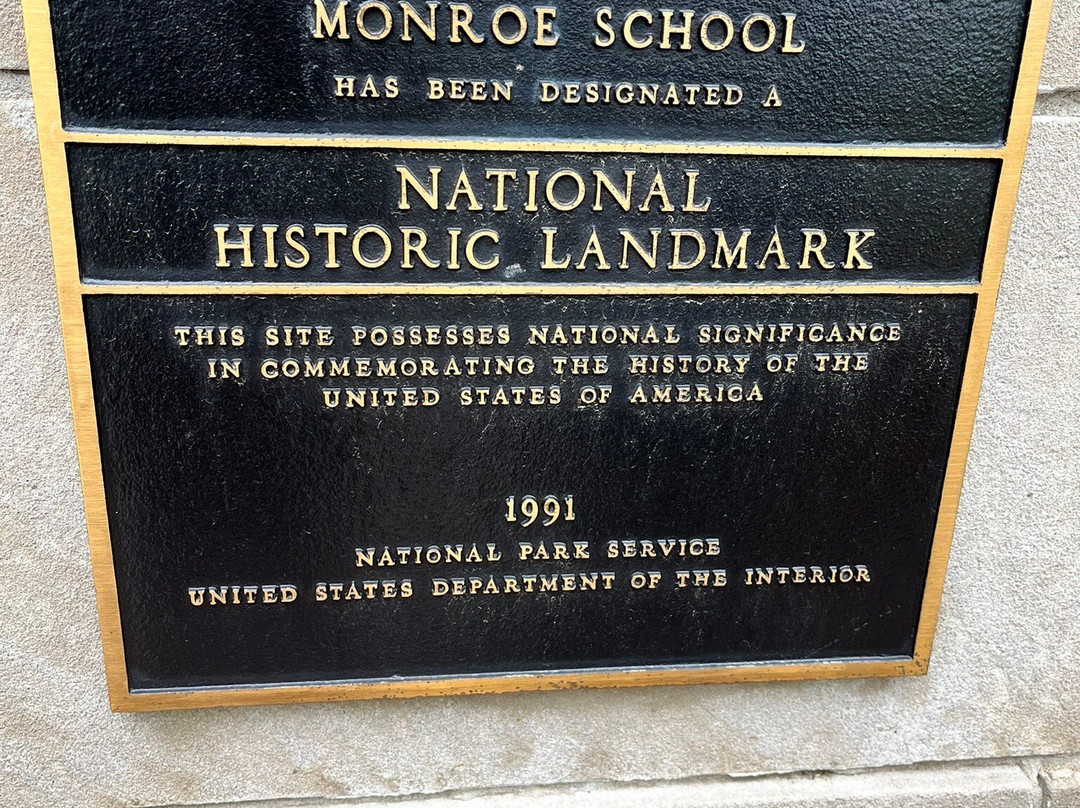 MONROE SCHOOL
HAS BEEN DESIGNATED A
NATIONAL
HISTORIC LANDMARK
THIS SITE POSSESSES NATIONAL SIGNIFICANCE
IN COMMEMORATING THE HISTORY OF THE
UNITED STATES OF AMERICA
1991
NATIONAL PARK SERVICE
UNITED STATES DEPARTMENT OF THE INTERIOR